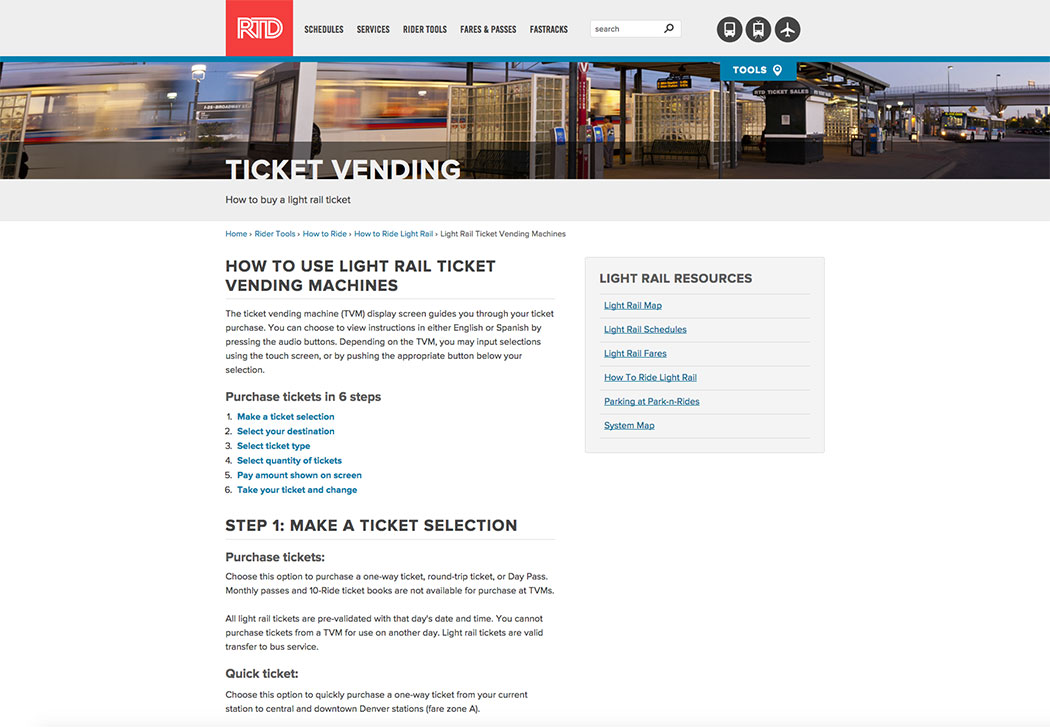 RTD
SCHEDULES SERVICES RIDER TOOLS FARES & PASSES FASTRACKS
search
TOOLS
I-25 • BROADWAY
RTD TICKET SALES
TICKET VENDING
How to buy a light rail ticket
Home › Rider Tools › How to Ride › How to Ride Light Rail › Light Rail Ticket Vending Machines
HOW TO USE LIGHT RAIL TICKET
VENDING MACHINES
The ticket vending machine (TVM) display screen guides you through your ticket
purchase. You can choose to view instructions in either English or Spanish by
pressing the audio buttons. Depending on the TVM, you may input selections
using the touch screen, or by pushing the appropriate button below your
selection.
Purchase tickets in 6 steps
1. Make a ticket selection
2. Select your destination
3. Select ticket type
4. Select quantity of tickets
5. Pay amount shown on screen
6. Take your ticket and change
STEP 1: MAKE A TICKET SELECTION
Purchase tickets:
Choose this option to purchase a one-way ticket, round-trip ticket, or Day Pass.
Monthly passes and 10-Ride ticket books are not available for purchase at TVMs.
All light rail tickets are pre-validated with that day's date and time. You cannot
purchase tickets from a TVM for use on another day. Light rail tickets are valid
transfer to bus service.
Quick ticket:
Choose this option to quickly purchase a one-way ticket from your current
station to central and downtown Denver stations (fare zone A).
LIGHT RAIL RESOURCES
Light Rail Map
Light Rail Schedules
Light Rail Fares
How To Ride Light Rail
Parking at Park-n-Rides
System Map